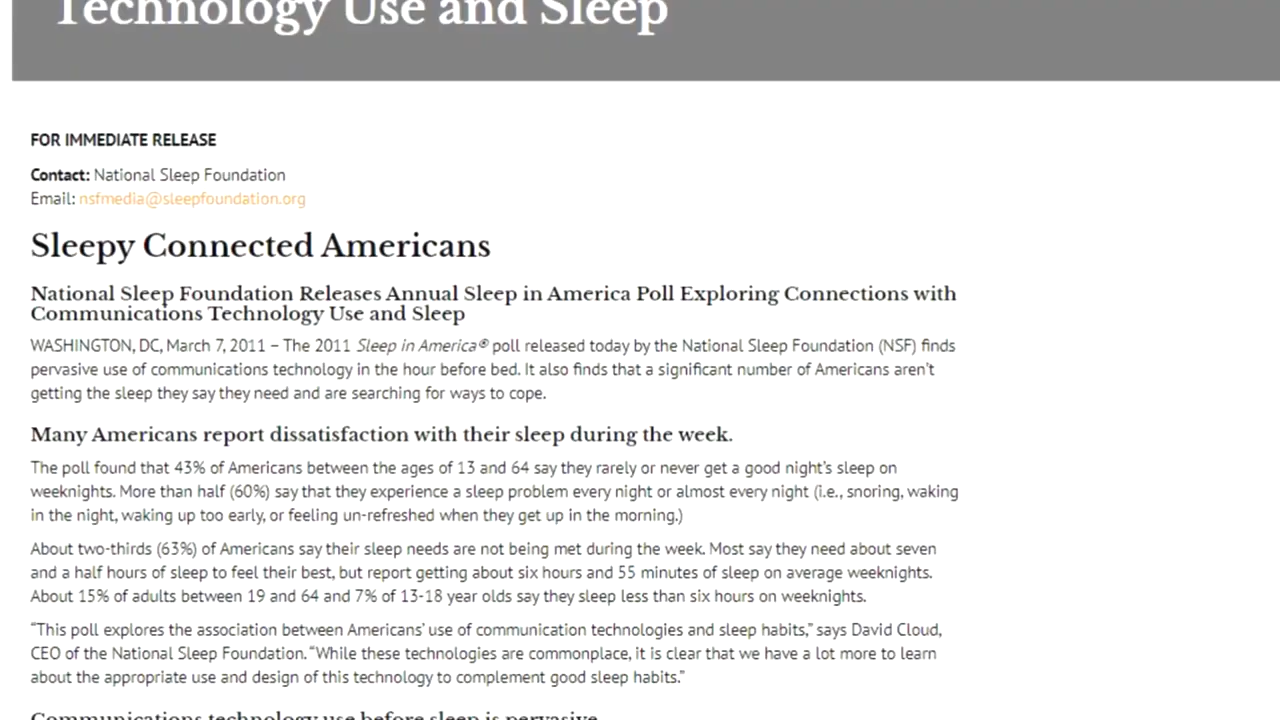 Technology Use and Sleep
FOR IMMEDIATE RELEASE
Contact: National Sleep Foundation
Email: nsfmedia@sleepfoundation.org
Sleepy Connected Americans
National Sleep Foundation Releases Annual Sleep in America Poll Exploring Connections with
Communications Technology Use and Sleep
WASHINGTON, DC, March 7, 2011 – The 2011 Sleep in America® poll released today by the National Sleep Foundation (NSF) finds
pervasive use of communications technology in the hour before bed. It also finds that a significant number of Americans aren't
getting the sleep they say they need and are searching for ways to cope.
Many Americans report dissatisfaction with their sleep during the week.
The poll found that 43% of Americans between the ages of 13 and 64 say they rarely or never get a good night's sleep on
weeknights. More than half (60%) say that they experience a sleep problem every night or almost every night (i.e., snoring, waking
in the night, waking up too early, or feeling un-refreshed when they get up in the morning.)
About two-thirds (63%) of Americans say their sleep needs are not being met during the week. Most say they need about seven
and a half hours of sleep to feel their best, but report getting about six hours and 55 minutes of sleep on average weeknights.
About 15% of adults between 19 and 64 and 7% of 13-18 year olds say they sleep less than six hours on weeknights.
“This poll explores the association between Americans’ use of communication technologies and sleep habits,” says David Cloud,
CEO of the National Sleep Foundation. “While these technologies are commonplace, it is clear that we have a lot more to learn
about the appropriate use and design of this technology to complement good sleep habits.”
Communications technology use before sleep is pervasive.